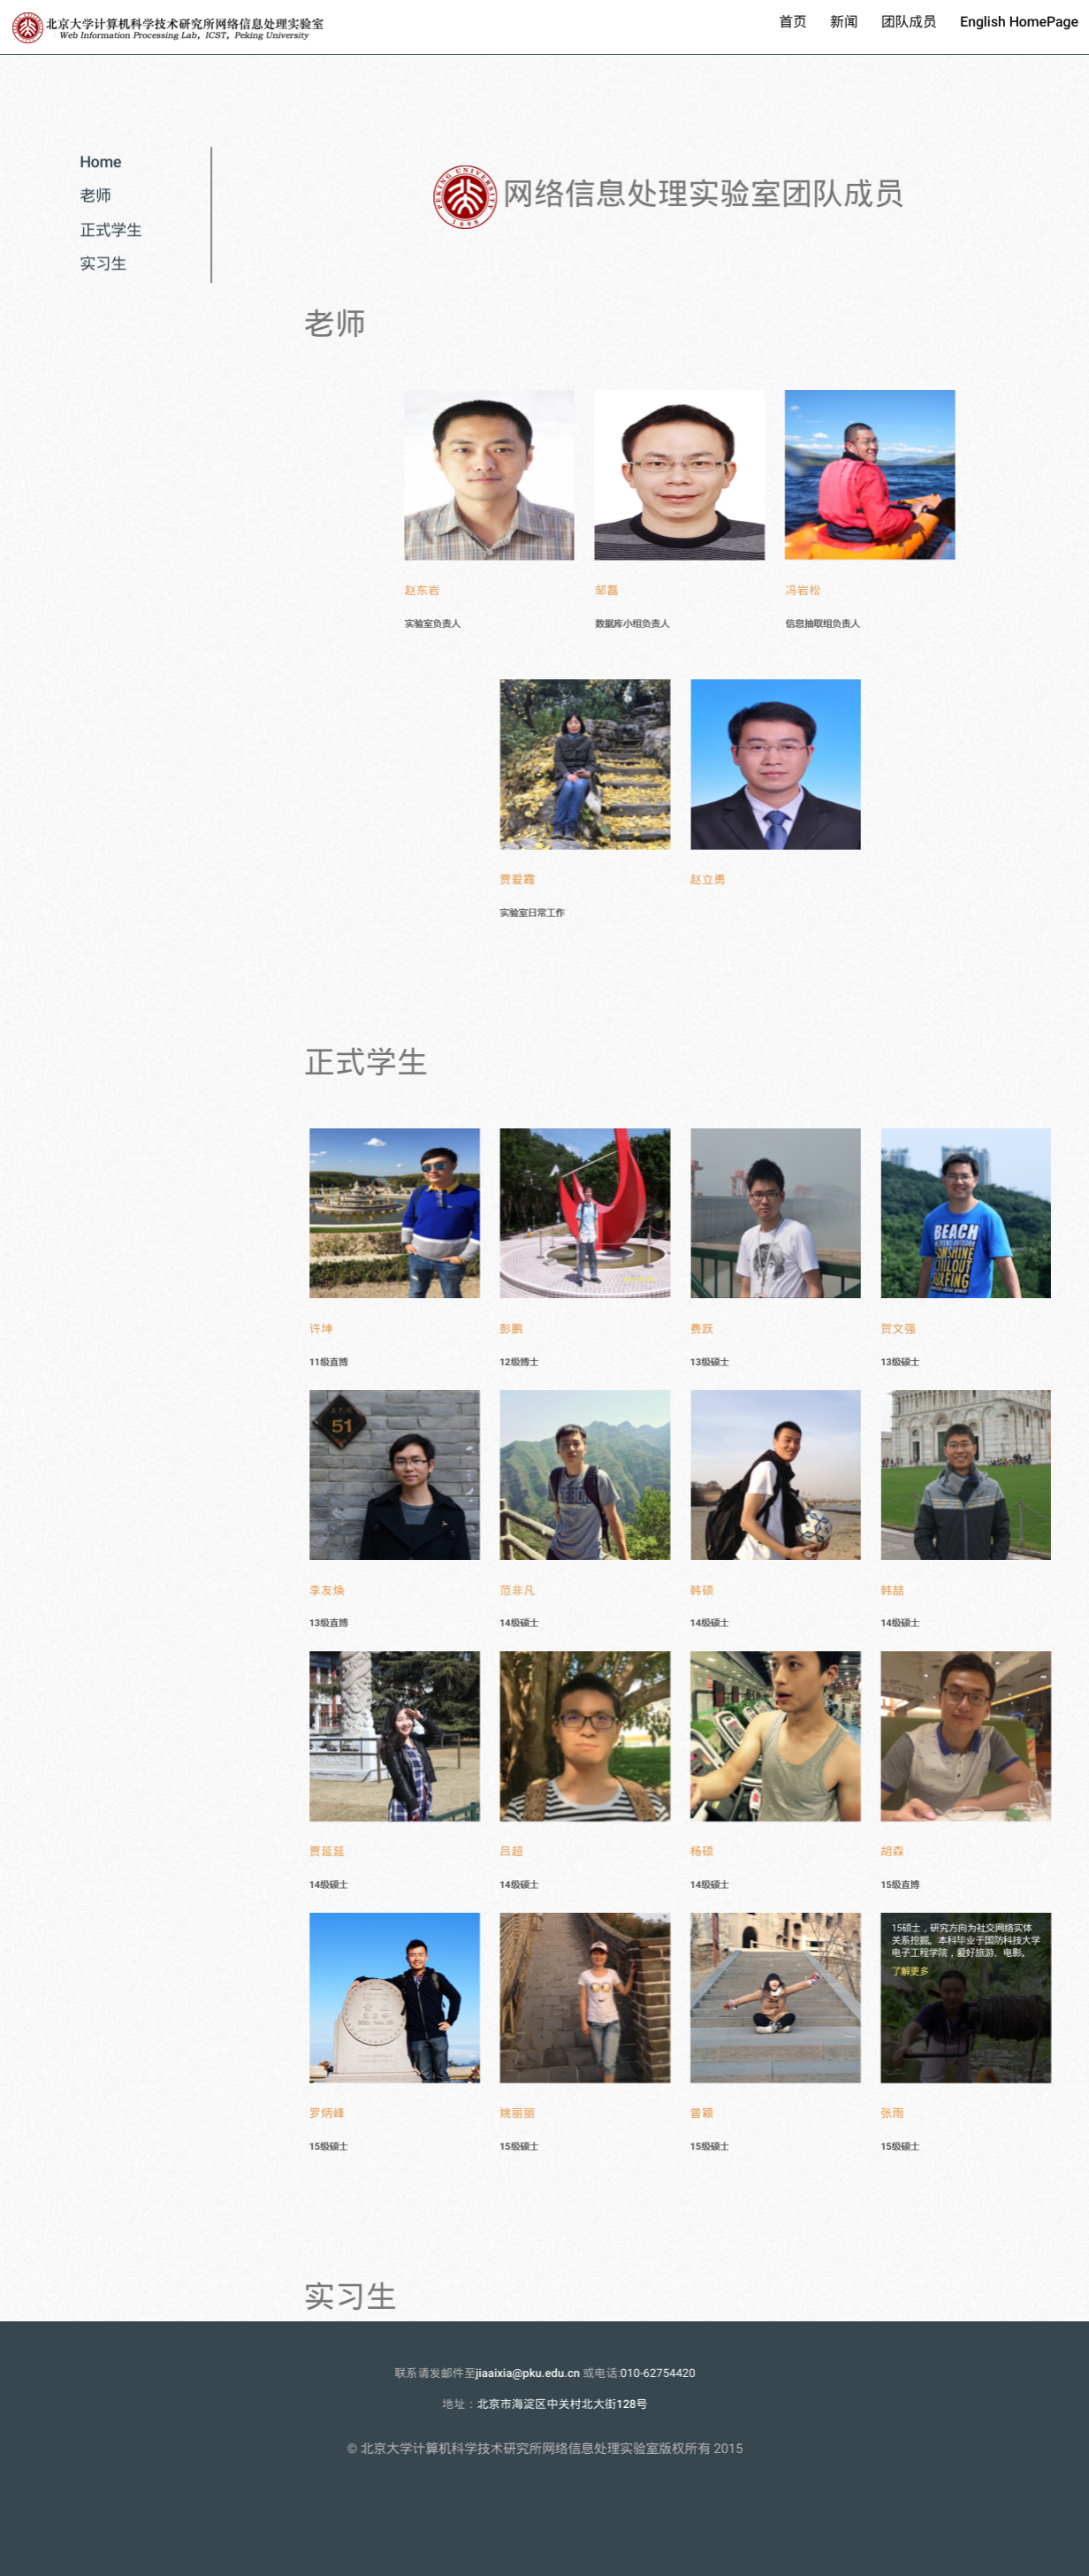 北京大学计算机科学技术研究所网络信息处理实验室
Web Information Processing Lab, ICST, Peking University
首页 新闻 团队成员 English HomePage
Home
老师
正式学生
实习生
PEKING UNIVERSITY
1898
网络信息处理实验室团队成员
老师
赵东岩 邹磊 冯岩松
实验室负责人 数据库小组负责人 信息抽取组负责人
贾爱霞 赵立勇
实验室日常工作
正式学生
BEACH
SUNSHINE
许坤 彭鹏 费跃 贺文强
11级直博 12级博士 13级硕士 13级硕士
51
李友焕 范非凡 韩硕 韩喆
13级直博 14级硕士 14级硕士 14级硕士
贾延延 吕超 杨硕 胡森
14级硕士 14级硕士 14级硕士 15级直博
15硕士，研究方向为社交网络实体
关系挖掘。本科毕业于国防科技大学
电子工程学院，爱好旅游、电影。
了解更多
罗炳峰 姚丽丽 曾颖 张雨
15级硕士 15级硕士 15级硕士 15级硕士
实习生
联系请发邮件至jiaaixia@pku.edu.cn 或电话:010-62754420
地址：北京市海淀区中关村北大街128号
© 北京大学计算机科学技术研究所网络信息处理实验室版权所有 2015